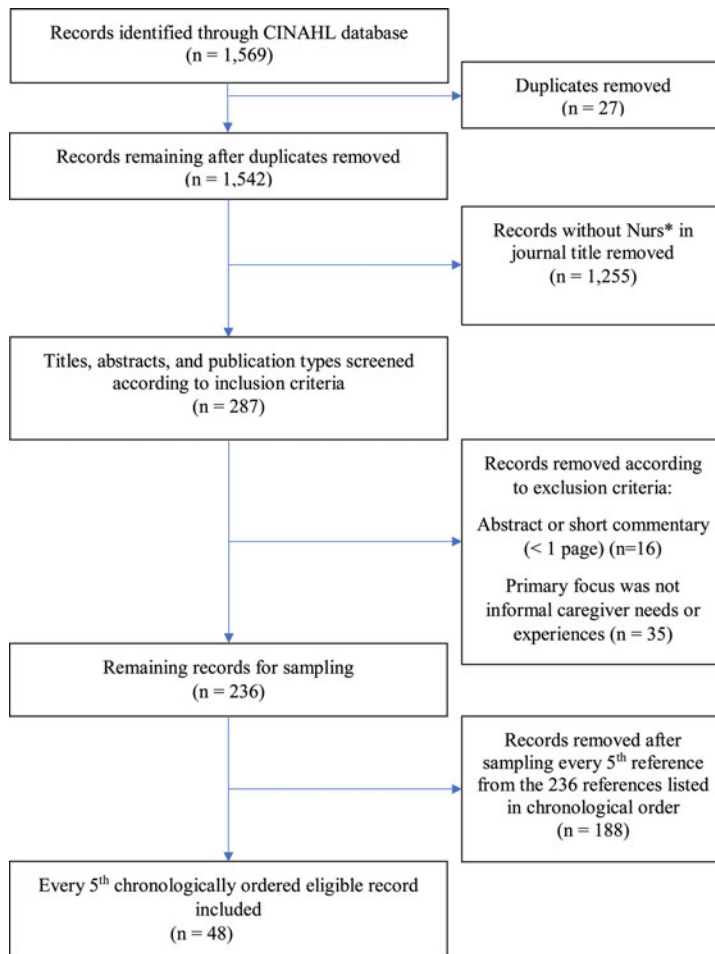 Records identified through CINAHL database
(n = 1,569)
Duplicates removed
(n = 27)
Records remaining after duplicates removed
(n = 1,542)
Records without Nurs* in
journal title removed
(n = 1,255)
Titles, abstracts, and publication types screened
according to inclusion criteria
(n = 287)
Records removed according
to exclusion criteria:
Abstract or short commentary
(< 1 page) (n=16)
Primary focus was not
informal caregiver needs or
experiences (n = 35)
Remaining records for sampling
(n = 236)
Records removed after
sampling every 5th reference
from the 236 references listed
in chronological order
(n = 188)
Every 5th chronologically ordered eligible record
included
(n = 48)